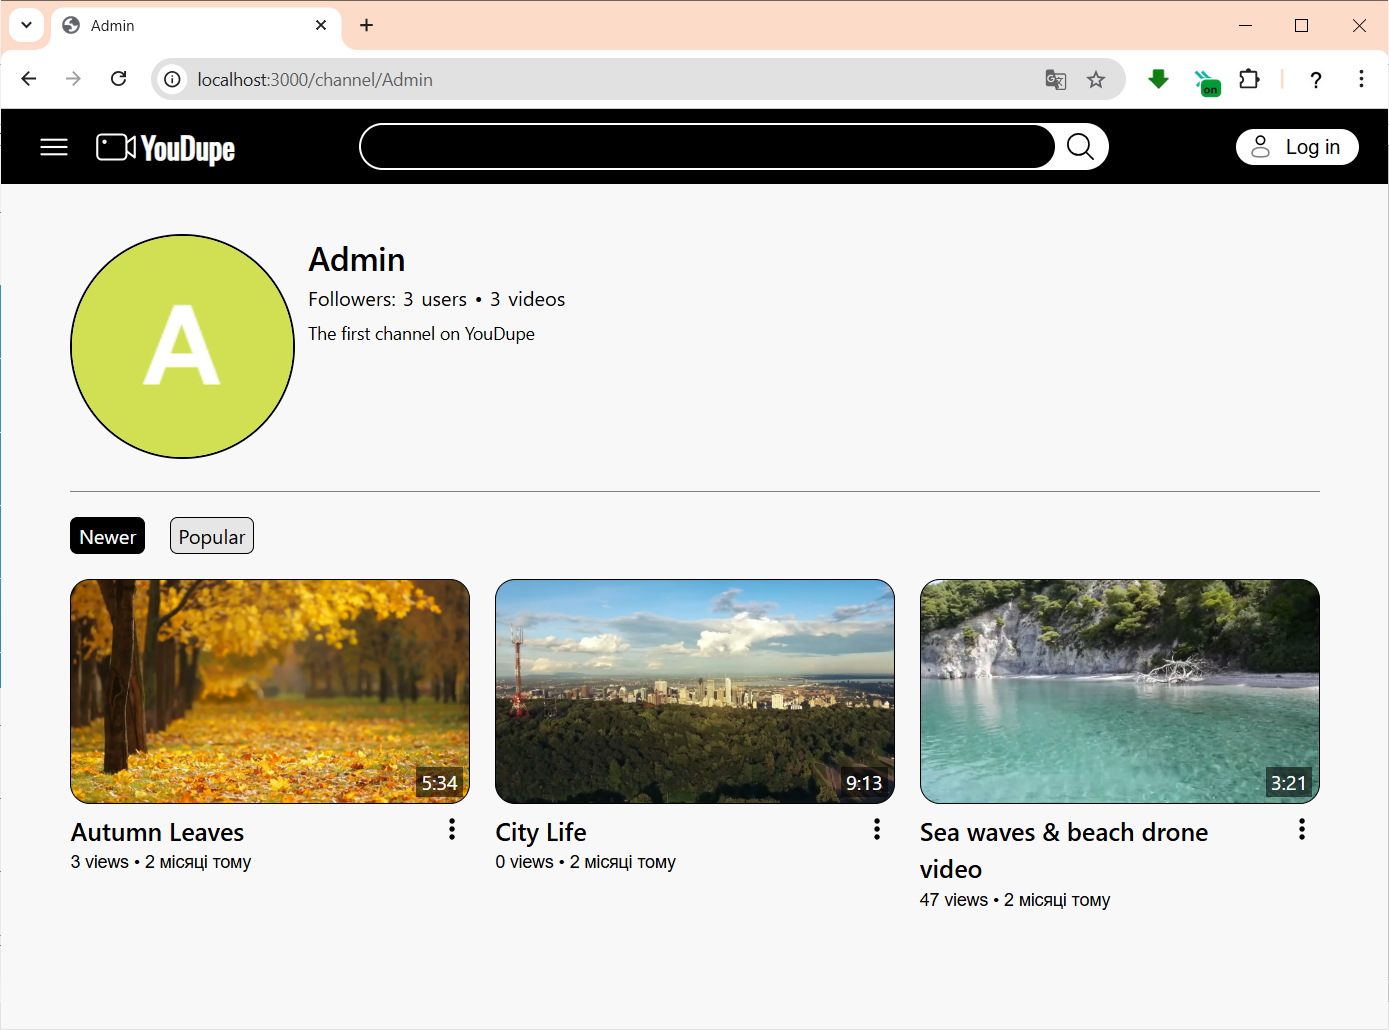 Admin
localhost:3000/channel/Admin
on
YouDupe
Log in
A
Admin
Followers: 3 users • 3 videos
The first channel on YouDupe
Newer
Popular
5:34
9:13
3:21
Autumn Leaves
3 views • 2 місяці тому
City Life
0 views • 2 місяці тому
Sea waves & beach drone
video
47 views • 2 місяці тому